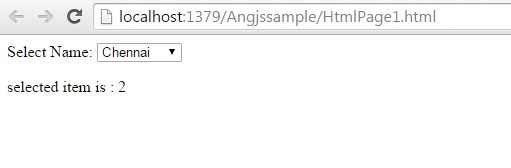 localhost:1379/Angjssample/HtmlPage1.html
Select Name: Chennai
selected item is : 2